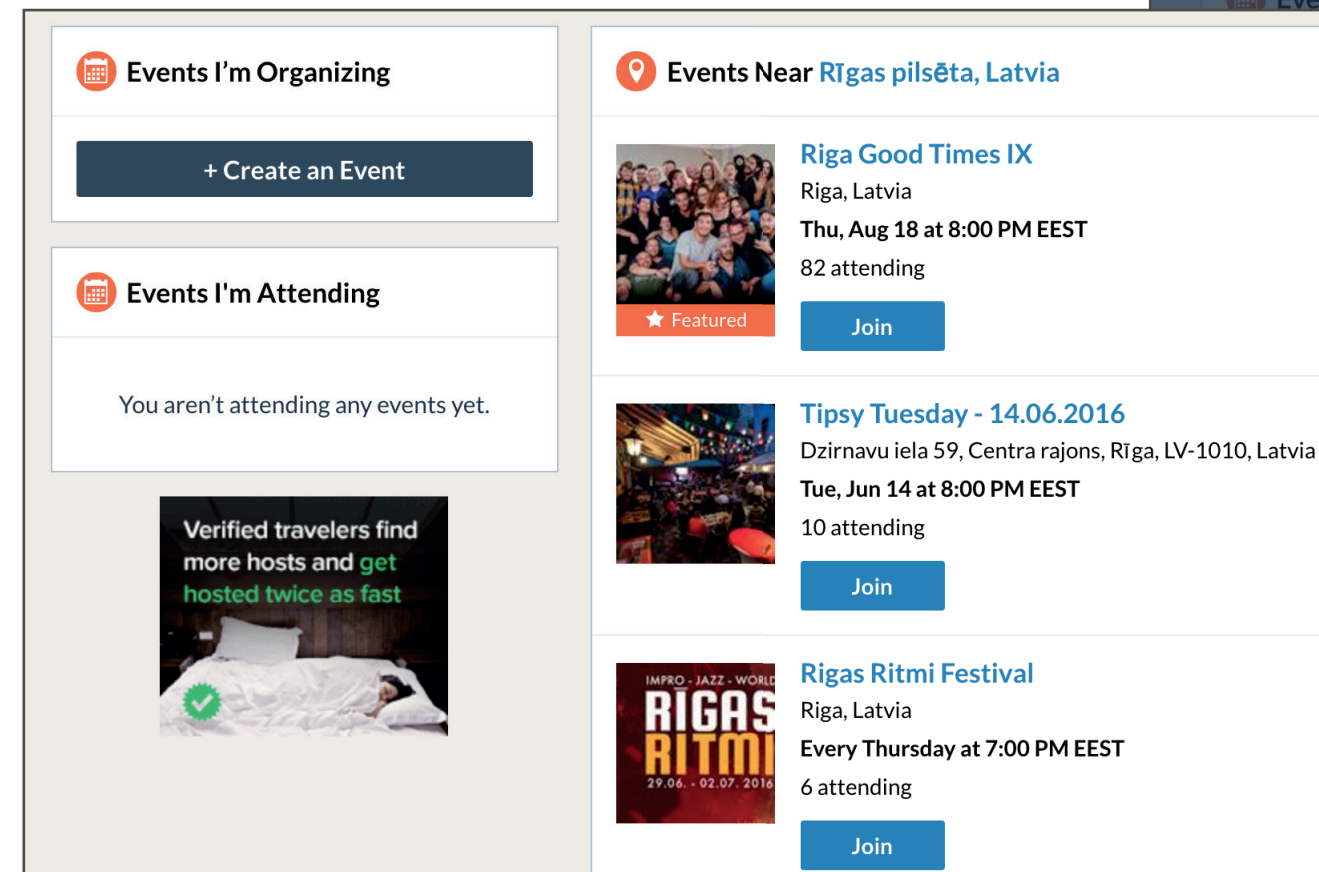 Events I’m Organizing
+ Create an Event
Events I'm Attending
You aren’t attending any events yet.
Verified travelers find
more hosts and get
hosted twice as fast
Events Near Rīgas pilsēta, Latvia
Riga Good Times IX
Riga, Latvia
Thu, Aug 18 at 8:00 PM EEST
82 attending
Featured
Join
Tipsy Tuesday - 14.06.2016
Dzirnavu iela 59, Centra rajons, Rīga, LV-1010, Latvia
Tue, Jun 14 at 8:00 PM EEST
10 attending
Join
IMPRO - JAZZ - WORLD
RĪGAS
RITMI
29.06. - 02.07. 2016
Rigas Ritmi Festival
Riga, Latvia
Every Thursday at 7:00 PM EEST
6 attending
Join